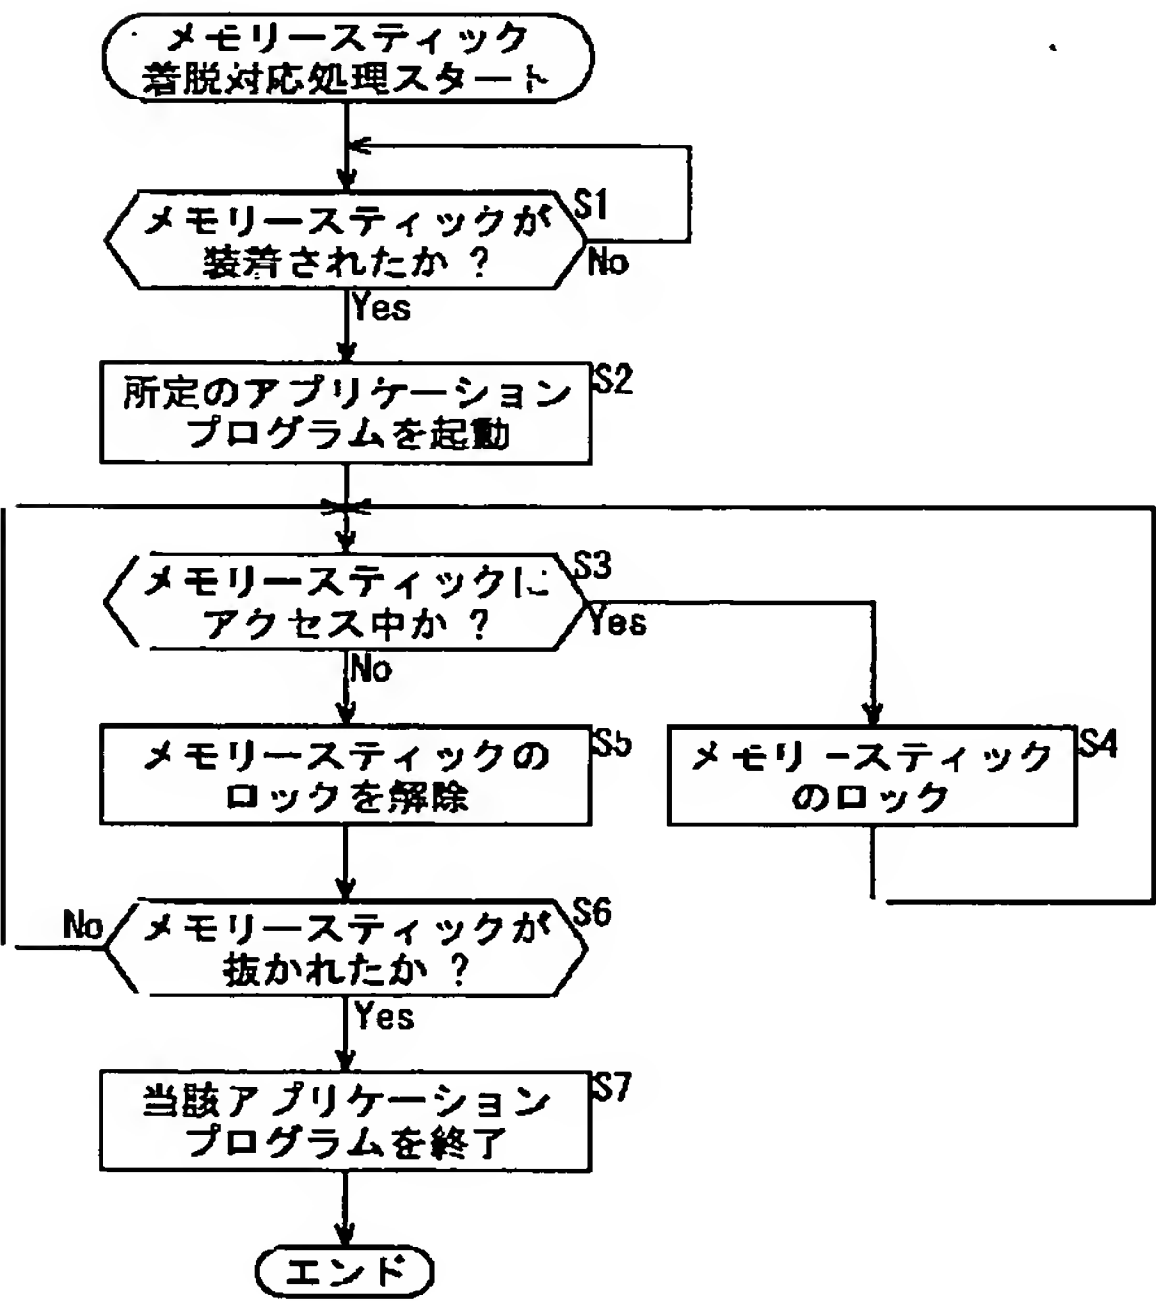 メモリースティック
着脱対応処理スタート
S1
メモリースティックが
装着されたか？
No
Yes
S2
所定のアプリケーション
プログラムを起動
S3
メモリースティックに
アクセス中か？
Yes
No
S5
メモリースティックの
ロックを解除
S4
メモリースティック
のロック
S6
No
メモリースティックが
抜かれたか？
Yes
S7
当該アプリケーション
プログラムを終了
エンド